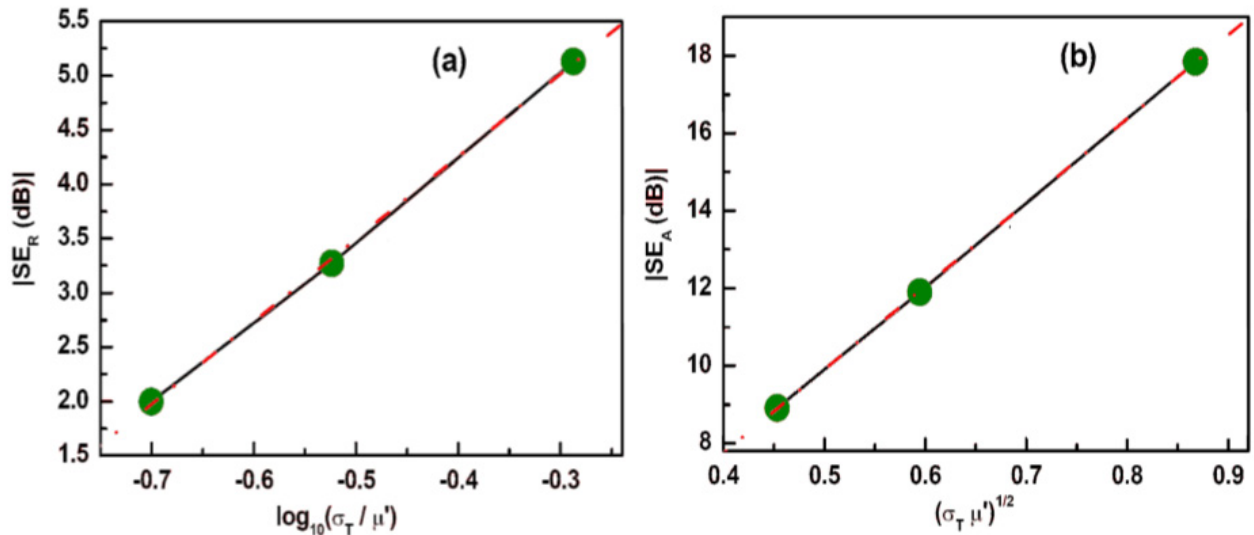 (a)
|SE_R (dB)|
5.5
5.0
4.5
4.0
3.5
3.0
2.5
2.0
1.5
-0.7 -0.6 -0.5 -0.4 -0.3
log₁₀(σ_T / μ')
(b)
|SE_A (dB)|
18
16
14
12
10
8
0.4 0.5 0.6 0.7 0.8 0.9
(σ_T μ')^1/2